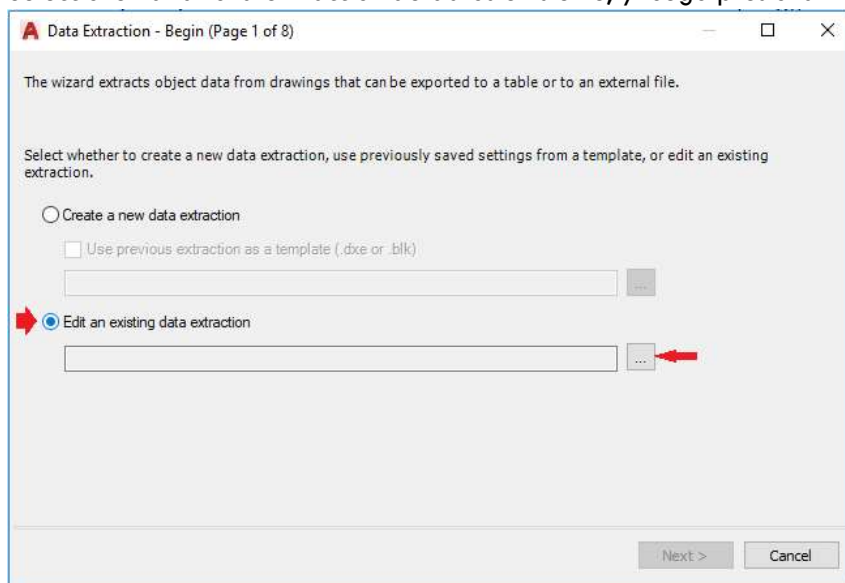 Data Extraction - Begin (Page 1 of 8)
The wizard extracts object data from drawings that can be exported to a table or to an external file.
Select whether to create a new data extraction, use previously saved settings from a template, or edit an existing
extraction.
Create a new data extraction
Use previous extraction as a template (.dxe or .blk)
...
Edit an existing data extraction
...
Next >
Cancel